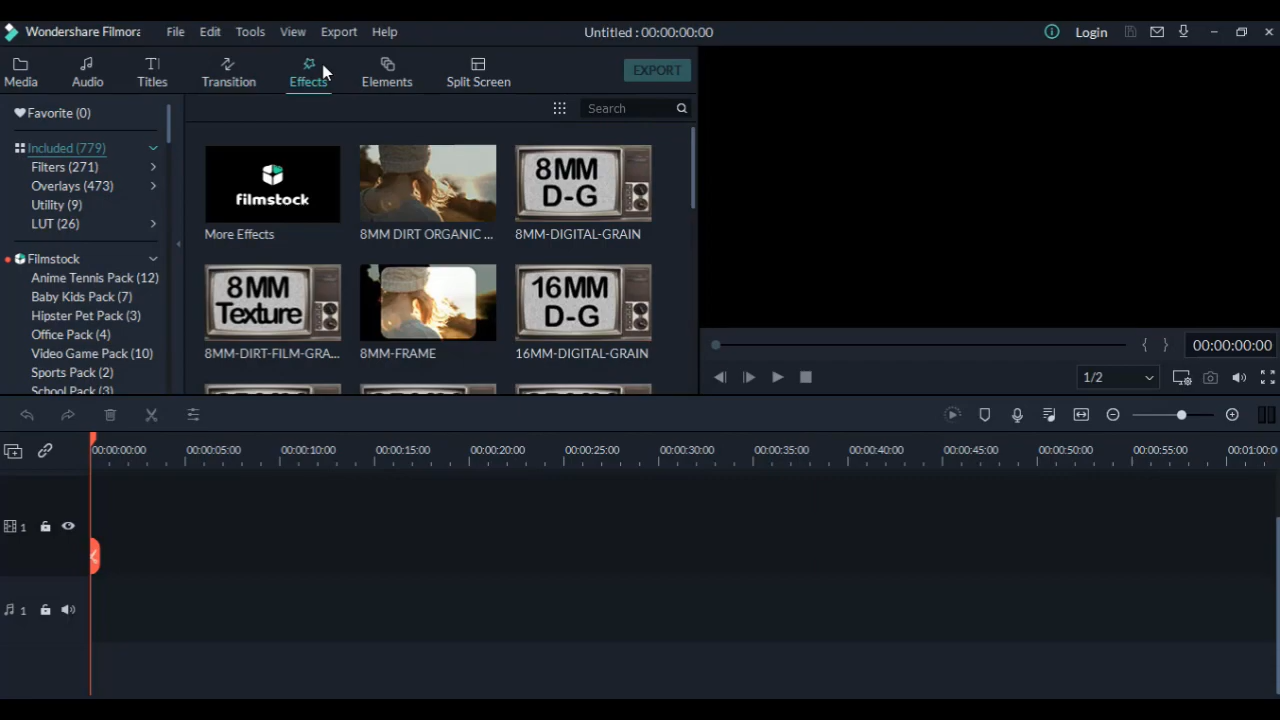 Wondershare Filmora File Edit Tools View Export Help Untitled : 00:00:00:00 Login
Media Audio Titles Transition Effects Elements Split Screen EXPORT
Favorite (0)
Included (779)
Filters (271)
Overlays (473)
Utility (9)
LUT (26)
Filmstock
Anime Tennis Pack (12)
Baby Kids Pack (7)
Hipster Pet Pack (3)
Office Pack (4)
Video Game Pack (10)
Sports Pack (2)
School Pack (3)
Search
filmstock
8MM
D-G
More Effects 8MM DIRT ORGANIC ... 8MM-DIGITAL-GRAIN
8MM
Texture
16MM
D-G
8MM-DIRT-FILM-GRA... 8MM-FRAME 16MM-DIGITAL-GRAIN
{ } 00:00:00:00
1/2
00:00:00:00 00:00:05:00 00:00:10:00 00:00:15:00 00:00:20:00 00:00:25:00 00:00:30:00 00:00:35:00 00:00:40:00 00:00:45:00 00:00:50:00 00:00:55:00 00:01:00:0
1
1